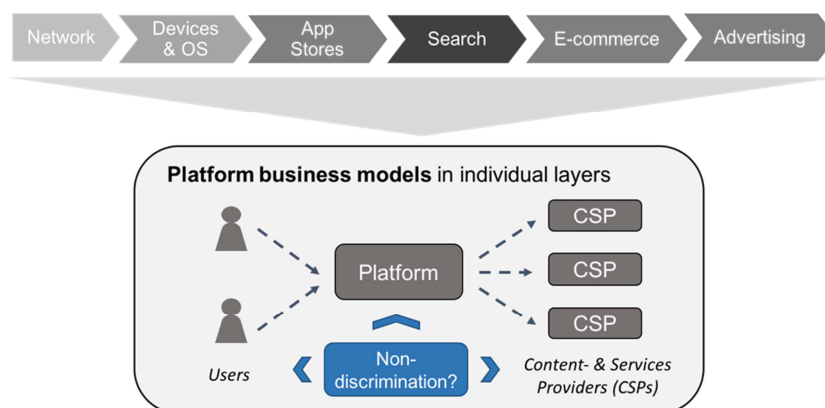 Network
Devices
& OS
App
Stores
Search
E-commerce
Advertising
Platform business models in individual layers
CSP
Platform
CSP
CSP
Non-
discrimination?
Users
Content- & Services
Providers (CSPs)